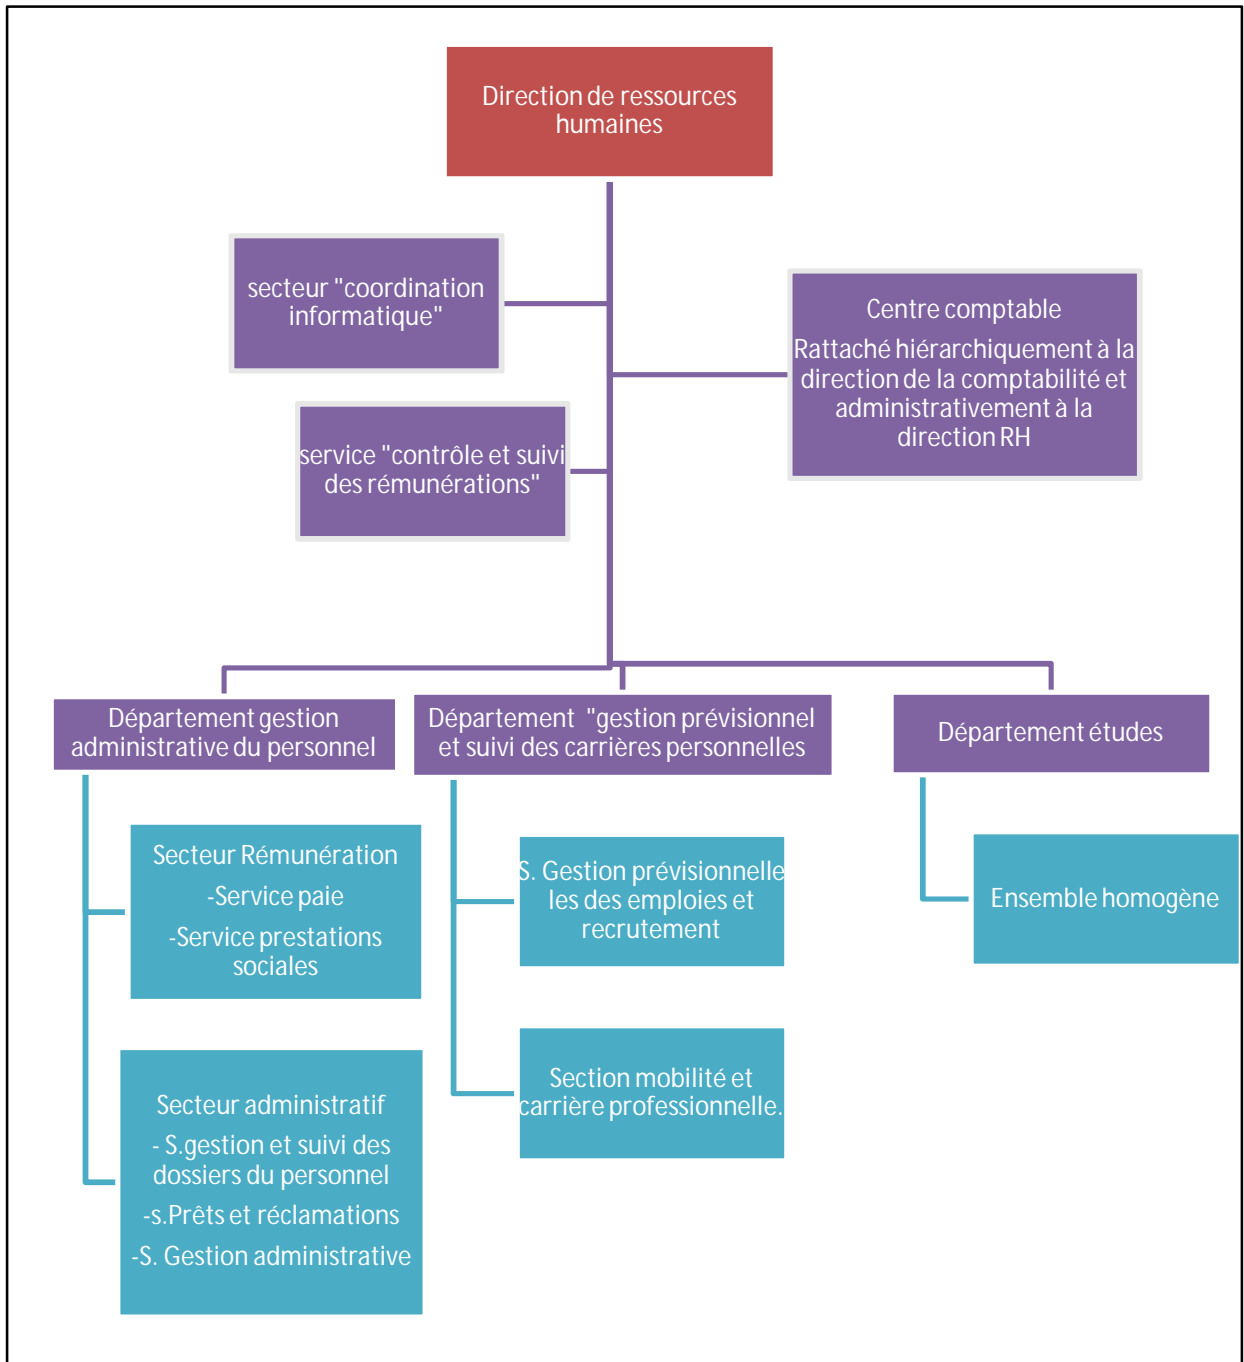 Direction de ressources
humaines
secteur "coordination
informatique"
Centre comptable
Rattaché hiérarchiquement à la
direction de la comptabilité et
administrativement à la
direction RH
service "contrôle et suivi
des rémunérations"
Département gestion
administrative du personnel
Département "gestion prévisionnel
et suivi des carrières personnelles
Département études
Secteur Rémunération
-Service paie
-Service prestations
sociales
S. Gestion prévisionnelle
les des emploies et
recrutement
Ensemble homogène
Secteur administratif
- S.gestion et suivi des
dossiers du personnel
-s.Prêts et réclamations
-S. Gestion administrative
Section mobilité et
carrière professionnelle.